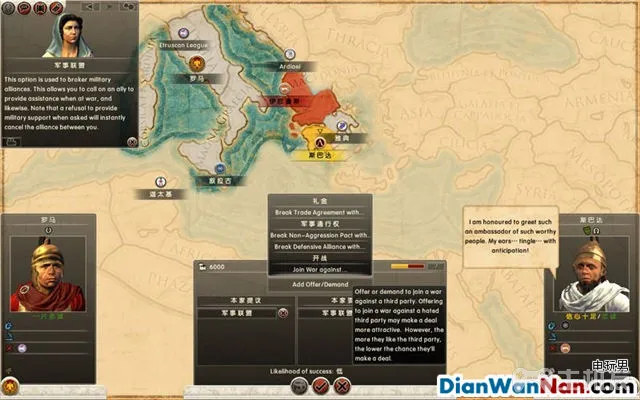 军事联盟
This option is used to broker military
alliances. This allows you to call on an ally to
provide assistance when at war, and
likewise. Note that a refusal to provide
military support when asked will instantly
cancel the alliance between you.
Etruscan League
罗马
Ardiaei
伊庇鲁斯
雅典
斯巴达
叙拉古
迦太基
THRACE
ARMENIA
SYRIA
罗马
斯巴达
I am honoured to greet such
an ambassador of such worthy
people. My ears… tingle… with
anticipation!
礼金
Break Trade Agreement with...
军事通行权
Break Non-Aggression Pact with...
Break Defensive Alliance with...
开战
Join War against...
Add Offer/Demand
6000
本家提议
本家要
军事联盟
军事联盟
Offer or demand to join a war
against a third party. Offering
to join a war against a hated
third party may make a deal
more attractive. However, the
more they like the third party,
the lower the chance they'll
make a deal.
Likelihood of success: 低
电玩男
DianWanNan.com